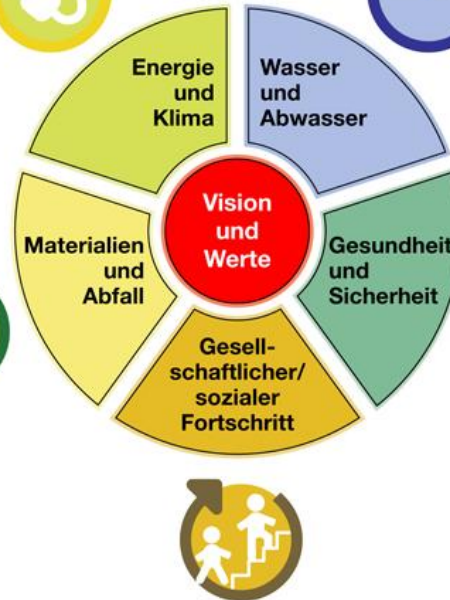 Energie
und
Klima
Wasser
und
Abwasser
Vision
und
Werte
Materialien
und
Abfall
Gesundheit
und
Sicherheit
Gesell-
schaftlicher/
sozialer
Fortschritt